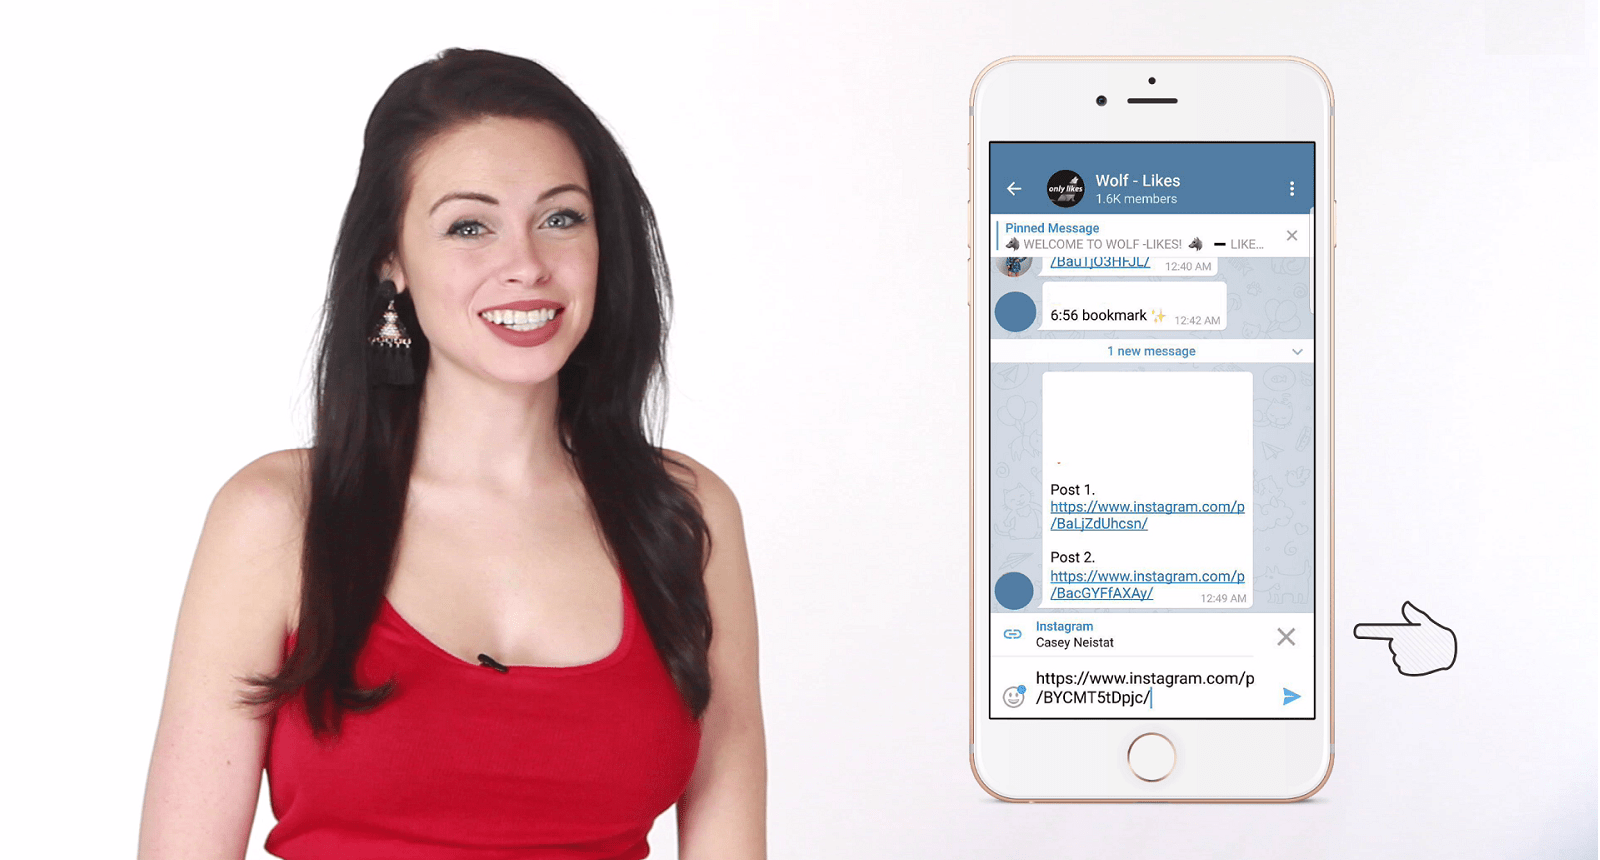 only likes
Wolf - Likes
1.6K members
Pinned Message
WELCOME TO WOLF -LIKES! ━ LIKE...
/BauTjO3HFJL/
12:40 AM
6:56 bookmark ✨
12:42 AM
1 new message
Post 1.
https://www.instagram.com/p
/BaLjZdUhcsn/
Post 2.
https://www.instagram.com/p
/BacGYFfAXAy/
12:49 AM
Instagram
Casey Neistat
https://www.instagram.com/p
/BYCMT5tDpjc/